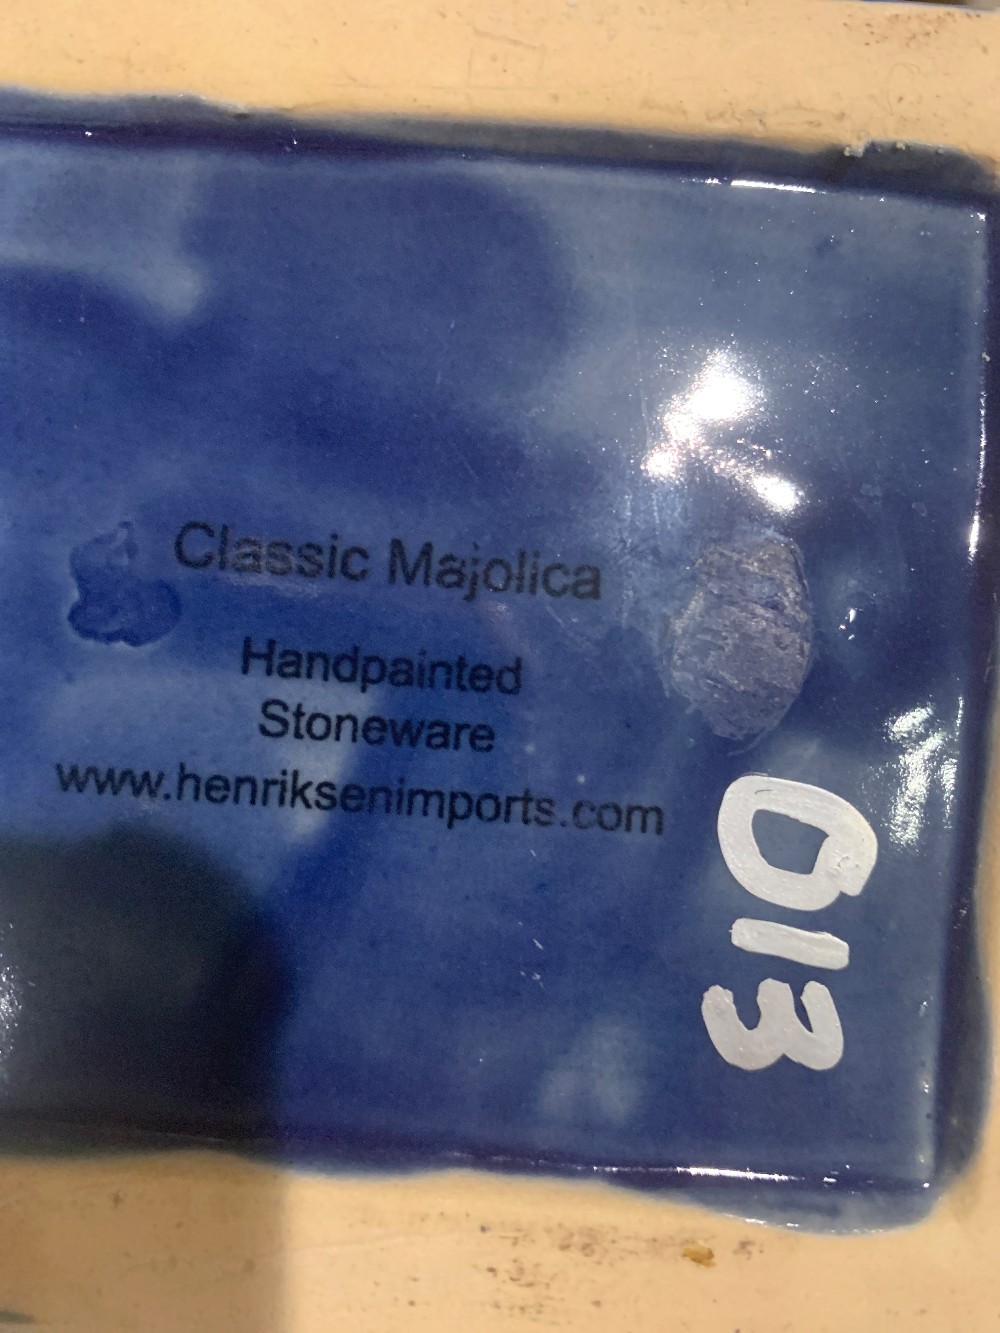 Classic Majolica
Handpainted
Stoneware
www.henriksenimports.com
013